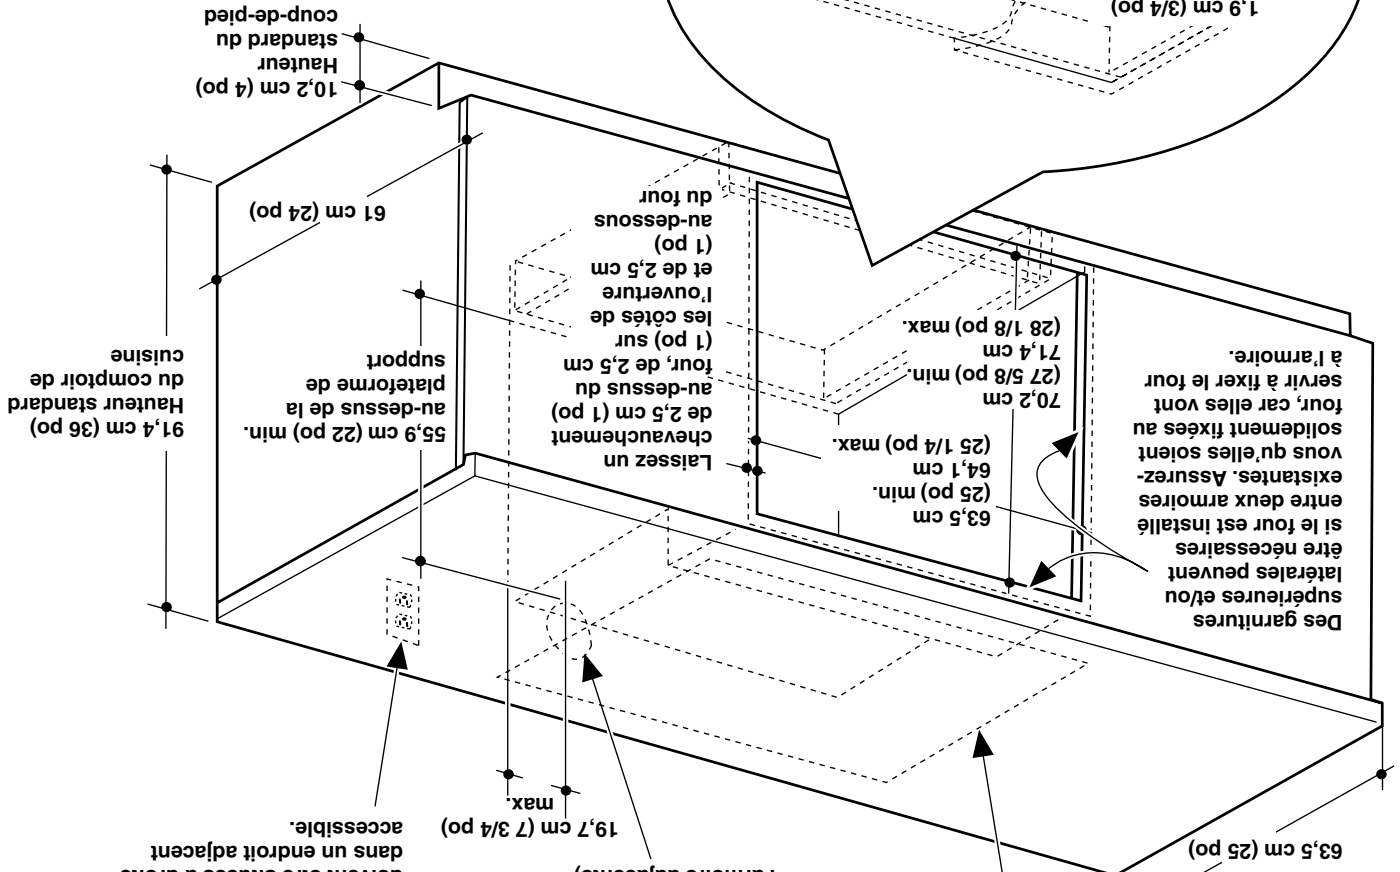 63,5 cm (25 po)
19,7 cm (7 3/4 po)
max.
dans un endroit adjacent
accessible.
Des garnitures
supérieures et/ou
latérales peuvent
être nécessaires
si le four est installé
entre deux armoires
existantes. Assurez-
vous qu'elles soient
solidement fixées au
four, car elles vont
servir à fixer le four
à l'armoire.
63,5 cm
(25 po) min.
64,1 cm
(25 1/4 po) max.
70,2 cm
(27 5/8 po) min.
71,4 cm
(28 1/8 po) max.
Laissez un
chevauchement
de 2,5 cm (1 po)
au-dessus du
four, de 2,5 cm
(1 po) sur
les côtés de
l'ouverture
et de 2,5 cm
(1 po)
au-dessous
du four
55,9 cm (22 po) min.
au-dessus de la
plateforme de
support
91,4 cm (36 po)
Hauteur standard
du comptoir de
cuisine
61 cm (24 po)
10,2 cm (4 po)
Hauteur
standard du
coup-de-pied
1,9 cm (3/4 po)